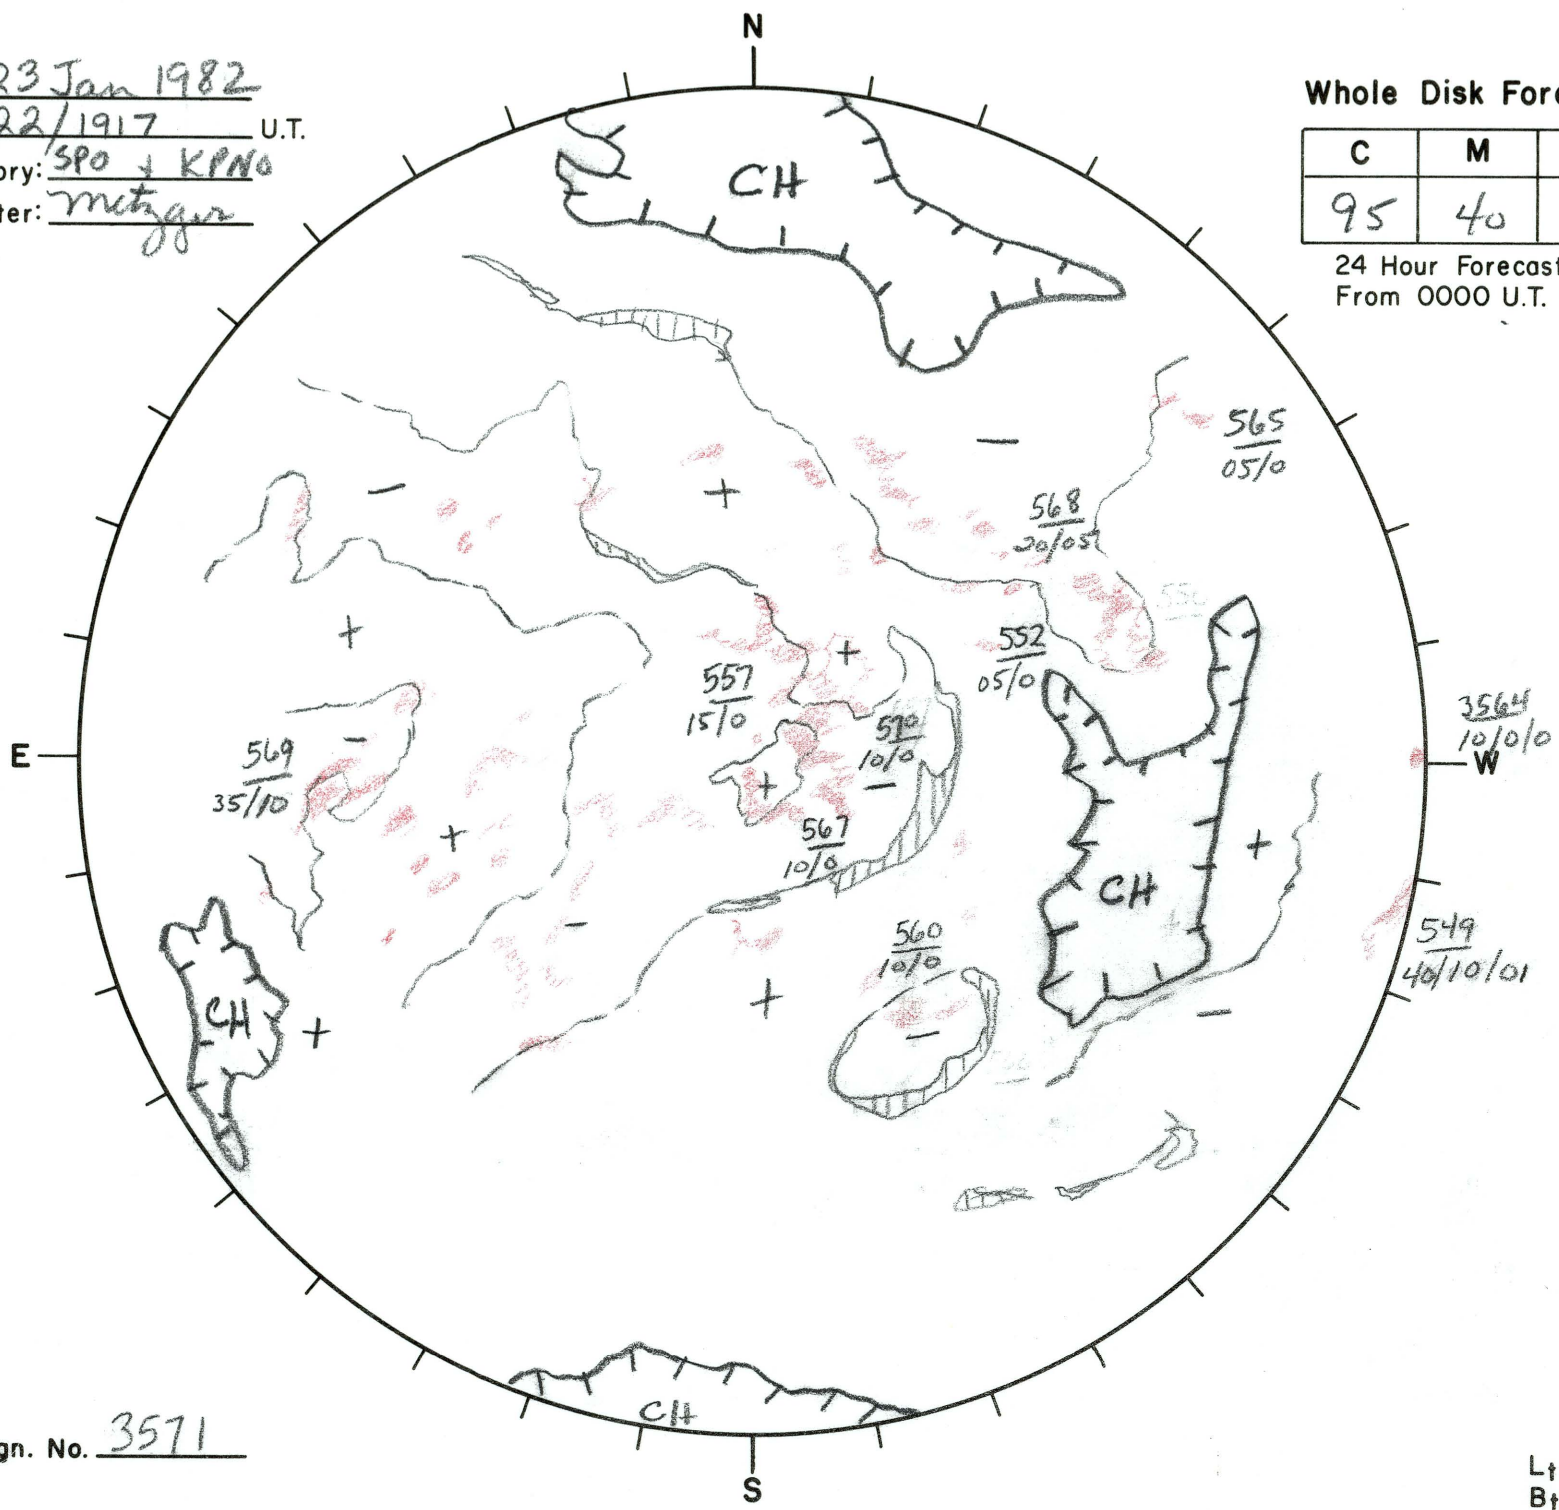 N
23 Jan 1982
22/1917 U.T.
ory: SPO + KPNO
ter: Metzger
Whole Disk Fore
C M
95 40
24 Hour Forecast
From 0000 U.T.
CH
565
05/0
568
20/05
552
05/0
557
15/0
570
10/0
567
10/0
569
35/10
3564
10/0/0
E
W
CH
549
40/10/01
560
10/0
CH
CH
gn. No. 3571
S
Lt
Bt